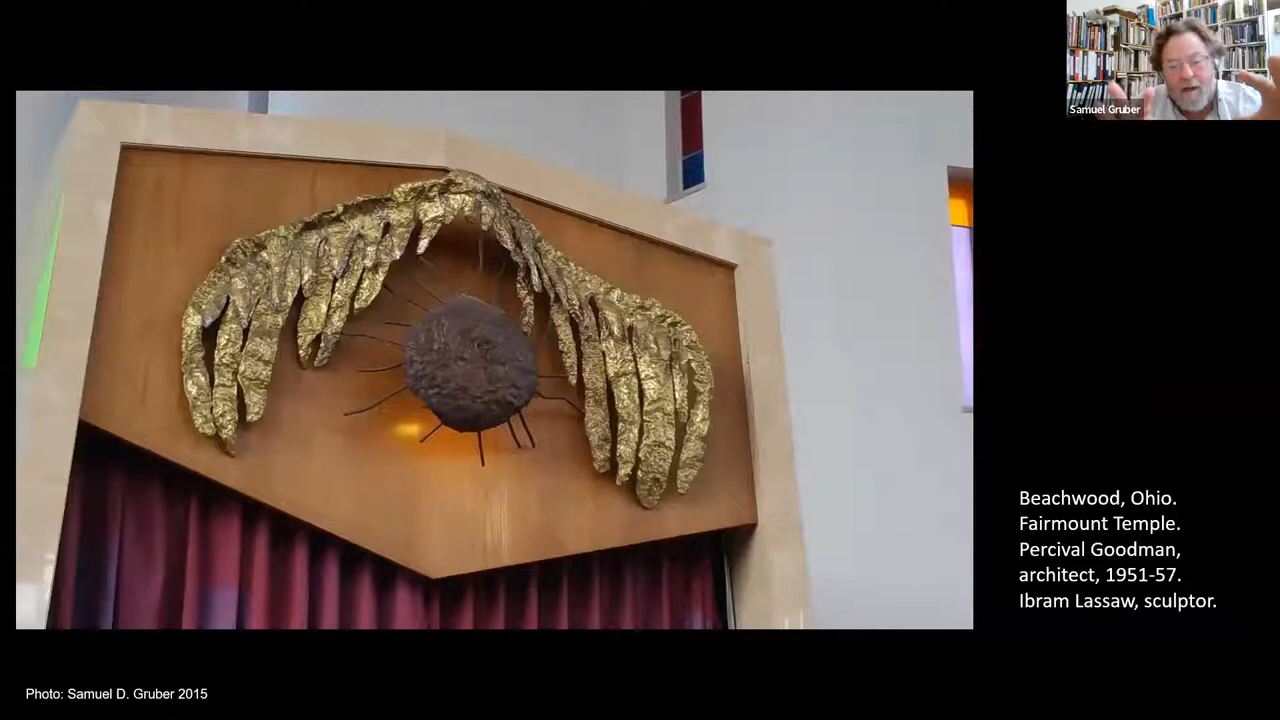 Samuel Gruber
Beachwood, Ohio.
Fairmount Temple.
Percival Goodman,
architect, 1951-57.
Ibram Lassaw, sculptor.
Photo: Samuel D. Gruber 2015